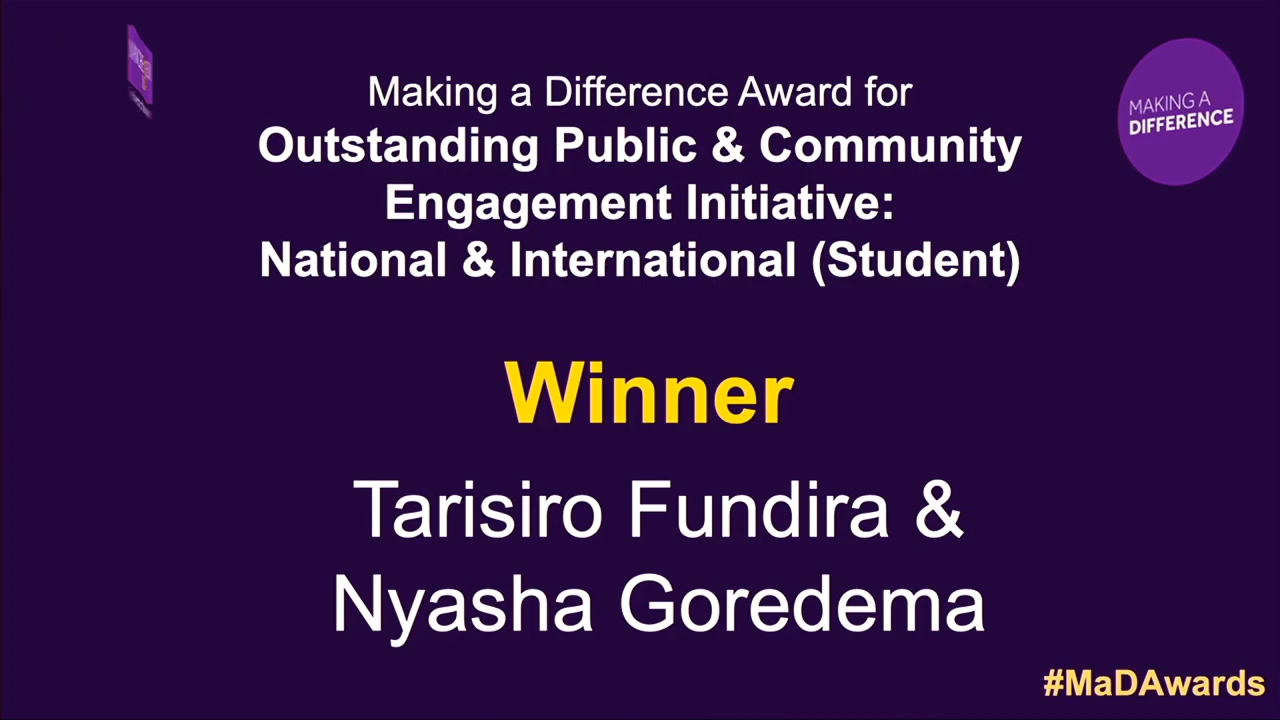 Making a Difference Award for
Outstanding Public & Community
Engagement Initiative:
National & International (Student)
MAKING A
DIFFERENCE
Winner
Tarisiro Fundira &
Nyasha Goredema
#MaDAwards